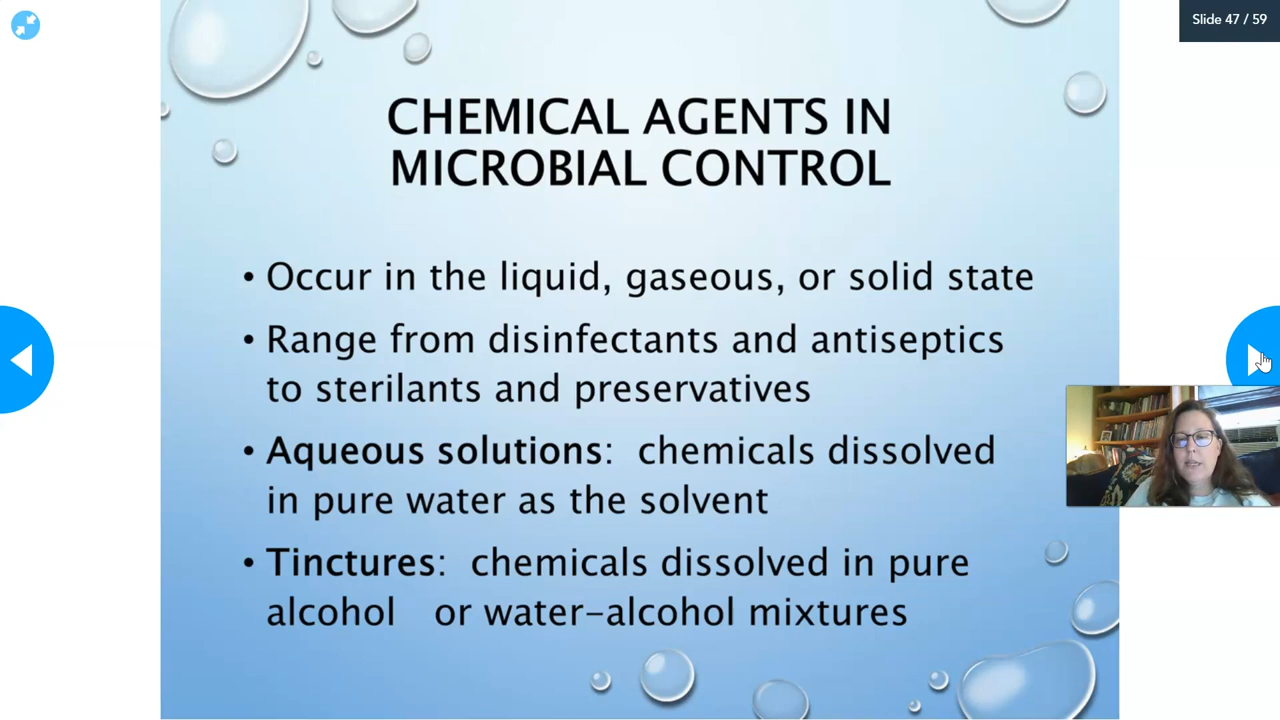 Slide 47 / 59
CHEMICAL AGENTS IN
MICROBIAL CONTROL
• Occur in the liquid, gaseous, or solid state
• Range from disinfectants and antiseptics
to sterilants and preservatives
• Aqueous solutions: chemicals dissolved
in pure water as the solvent
• Tinctures: chemicals dissolved in pure
alcohol or water-alcohol mixtures